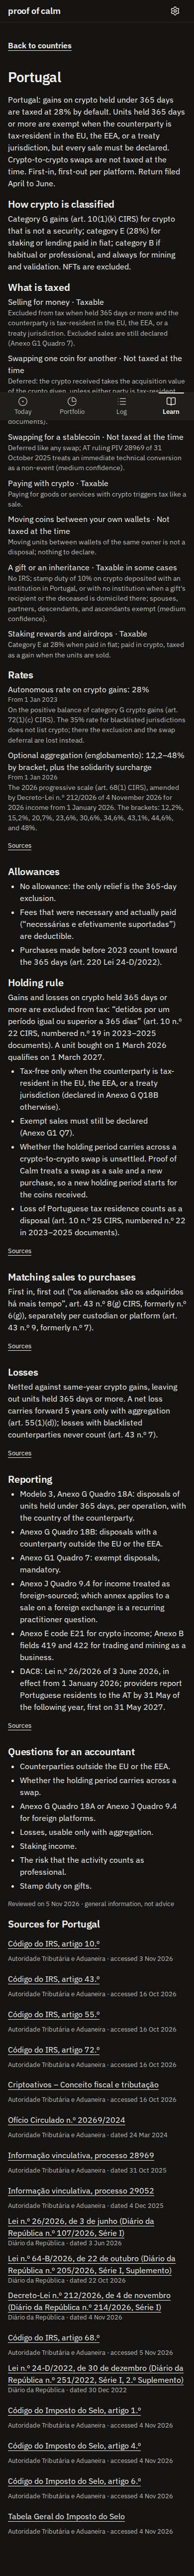 proof of calm
Back to countries
Portugal
Portugal: gains on crypto held under 365 days
are taxed at 28% by default. Units held 365 days
or more are exempt when the counterparty is
tax-resident in the EU, the EEA, or a treaty
jurisdiction, but every sale must be declared.
Crypto-to-crypto swaps are not taxed at the
time. First-in, first-out per platform. Return filed
April to June.
How crypto is classified
Category G gains (art. 10(1)(k) CIRS) for crypto
that is not a security; category E (28%) for
staking or lending paid in fiat; category B if
habitual or professional, and always for mining
and validation. NFTs are excluded.
What is taxed
Selling for money · Taxable
Excluded from tax when held 365 days or more and the
counterparty is tax-resident in the EU, the EEA, or a
treaty jurisdiction. Excluded sales are still declared
(Anexo G1 Quadro 7).
Swapping one coin for another · Not taxed at the
time
Deferred: the crypto received takes the acquisition value
Today
Portfolio
Log
Learn
documents).
Swapping for a stablecoin · Not taxed at the time
Deferred like any swap; AT ruling PIV 28969 of 31
October 2025 treats an immediate technical conversion
as a non-event (medium confidence).
Paying with crypto · Taxable
Paying for goods or services with crypto triggers tax like a
sale.
Moving coins between your own wallets · Not
taxed at the time
Moving units between wallets of the same owner is not a
disposal; nothing to declare.
A gift or an inheritance · Taxable in some cases
No IRS; stamp duty of 10% on crypto deposited with an
institution in Portugal, or with no institution when a gift's
recipient or the deceased is domiciled there; spouses,
partners, descendants, and ascendants exempt (medium
confidence).
Staking rewards and airdrops · Taxable
Category E at 28% when paid in fiat; paid in crypto, taxed
as a gain when the units are sold.
Rates
Autonomous rate on crypto gains: 28%
From 1 Jan 2023
On the positive balance of category G crypto gains (art.
72(1)(c) CIRS). The 35% rate for blacklisted jurisdictions
does not list crypto; there the exclusion and the swap
deferral are lost instead.
Optional aggregation (englobamento): 12,2–48%
by bracket, plus the solidarity surcharge
From 1 Jan 2026
The 2026 progressive scale (art. 68(1) CIRS), amended
by Decreto-Lei n.º 212/2026 of 4 November 2026 for
2026 income from 1 January 2026. The brackets: 12,2%,
15,2%, 20,7%, 23,6%, 30,6%, 34,6%, 43,1%, 44,6%,
and 48%.
Sources
Allowances
• No allowance: the only relief is the 365-day
exclusion.
• Fees that were necessary and actually paid
(“necessárias e efetivamente suportadas”)
are deductible.
• Purchases made before 2023 count toward
the 365 days (art. 220 Lei 24-D/2022).
Holding rule
Gains and losses on crypto held 365 days or
more are excluded from tax: “detidos por um
período igual ou superior a 365 dias” (art. 10 n.º
22 CIRS, numbered n.º 19 in 2023–2025
documents). A unit bought on 1 March 2026
qualifies on 1 March 2027.
• Tax-free only when the counterparty is tax-
resident in the EU, the EEA, or a treaty
jurisdiction (declared in Anexo G Q18B
otherwise).
• Exempt sales must still be declared
(Anexo G1 Q7).
• Whether the holding period carries across a
crypto-to-crypto swap is unsettled. Proof of
Calm treats a swap as a sale and a new
purchase, so a new holding period starts for
the coins received.
• Loss of Portuguese tax residence counts as a
disposal (art. 10 n.º 25 CIRS, numbered n.º 22
in 2023–2025 documents).
Sources
Matching sales to purchases
First in, first out (“os alienados são os adquiridos
há mais tempo”, art. 43 n.º 8(g) CIRS, formerly n.º
6(g)), separately per custodian or platform (art.
43 n.º 9, formerly n.º 7).
Sources
Losses
Netted against same-year crypto gains, leaving
out units held 365 days or more. A net loss
carries forward 5 years only with aggregation
(art. 55(1)(d)); losses with blacklisted
counterparties never count (art. 43 n.º 7).
Sources
Reporting
• Modelo 3, Anexo G Quadro 18A: disposals of
units held under 365 days, per operation, with
the country of the counterparty.
• Anexo G Quadro 18B: disposals with a
counterparty outside the EU or the EEA.
• Anexo G1 Quadro 7: exempt disposals,
mandatory.
• Anexo J Quadro 9.4 for income treated as
foreign-sourced; which annex applies to a
sale on a foreign exchange is a recurring
practitioner question.
• Anexo E code E21 for crypto income; Anexo B
fields 419 and 422 for trading and mining as a
business.
• DAC8: Lei n.º 26/2026 of 3 June 2026, in
effect from 1 January 2026; providers report
Portuguese residents to the AT by 31 May of
the following year, first on 31 May 2027.
Sources
Questions for an accountant
• Counterparties outside the EU or the EEA.
• Whether the holding period carries across a
swap.
• Anexo G Quadro 18A or Anexo J Quadro 9.4
for foreign platforms.
• Losses, usable only with aggregation.
• Staking income.
• The risk that the activity counts as
professional.
• Stamp duty on gifts.
Reviewed on 5 Nov 2026 · general information, not advice
Sources for Portugal
Código do IRS, artigo 10.º
Autoridade Tributária e Aduaneira · accessed 3 Nov 2026
Código do IRS, artigo 43.º
Autoridade Tributária e Aduaneira · accessed 16 Oct 2026
Código do IRS, artigo 55.º
Autoridade Tributária e Aduaneira · accessed 16 Oct 2026
Código do IRS, artigo 72.º
Autoridade Tributária e Aduaneira · accessed 16 Oct 2026
Criptoativos – Conceito fiscal e tributação
Autoridade Tributária e Aduaneira · accessed 16 Oct 2026
Ofício Circulado n.º 20269/2024
Autoridade Tributária e Aduaneira · dated 24 Mar 2024
Informação vinculativa, processo 28969
Autoridade Tributária e Aduaneira · dated 31 Oct 2025
Informação vinculativa, processo 29052
Autoridade Tributária e Aduaneira · dated 4 Dec 2025
Lei n.º 26/2026, de 3 de junho (Diário da
República n.º 107/2026, Série I)
Diário da República · dated 3 Jun 2026
Lei n.º 64-B/2026, de 22 de outubro (Diário da
República n.º 205/2026, Série I, Suplemento)
Diário da República · dated 22 Oct 2026
Decreto-Lei n.º 212/2026, de 4 de novembro
(Diário da República n.º 214/2026, Série I)
Diário da República · dated 4 Nov 2026
Código do IRS, artigo 68.º
Autoridade Tributária e Aduaneira · accessed 5 Nov 2026
Lei n.º 24-D/2022, de 30 de dezembro (Diário da
República n.º 251/2022, Série I, 2.º Suplemento)
Diário da República · dated 30 Dec 2022
Código do Imposto do Selo, artigo 1.º
Autoridade Tributária e Aduaneira · accessed 4 Nov 2026
Código do Imposto do Selo, artigo 4.º
Autoridade Tributária e Aduaneira · accessed 4 Nov 2026
Código do Imposto do Selo, artigo 6.º
Autoridade Tributária e Aduaneira · accessed 4 Nov 2026
Tabela Geral do Imposto do Selo
Autoridade Tributária e Aduaneira · accessed 4 Nov 2026